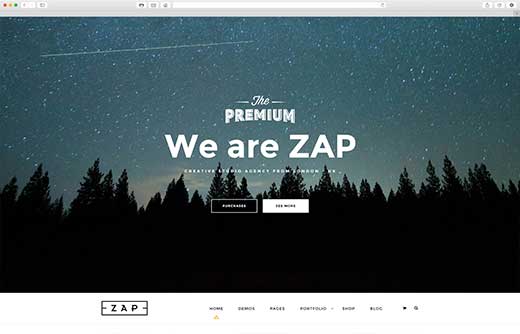 The
PREMIUM
We are ZAP
CREATIVE STUDIO AGENCY FROM LONDON - UK -
PURCHASES
SEE MORE
ZAP
HOME DEMOS PAGES PORTFOLIO SHOP BLOG